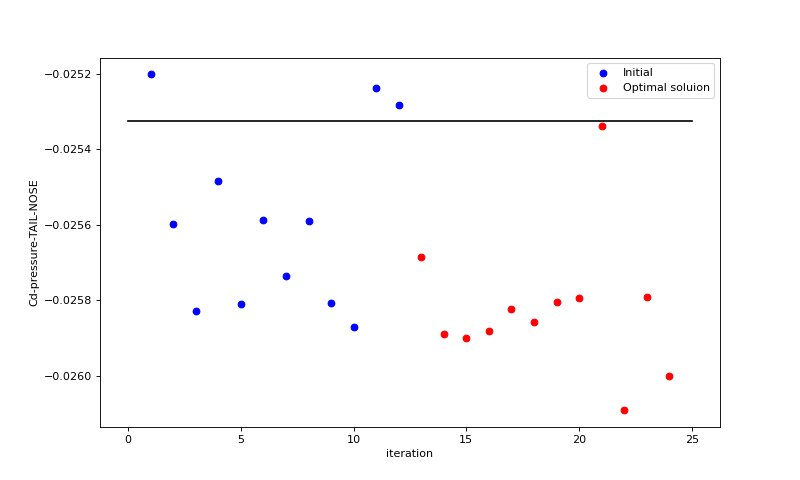 Initial
Optimal soluion
−0.0252
−0.0254
−0.0256
−0.0258
−0.0260
Cd-pressure-TAIL-NOSE
0 5 10 15 20 25
iteration